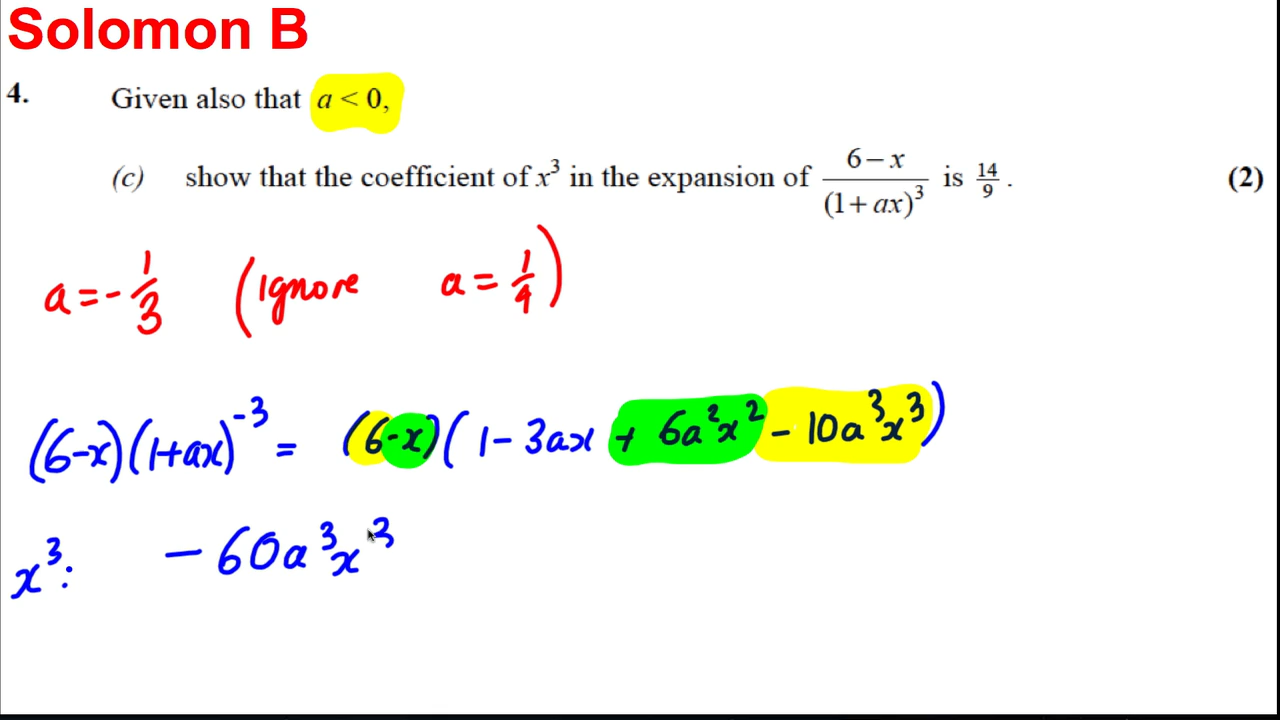 Solomon B
4. Given also that a < 0,
(c) show that the coefficient of x³ in the expansion of (6 − x)/(1 + ax)³ is 14/9 . (2)
a = -1/3 (Ignore a = 1/4)
(6-x)(1+ax)⁻³ = (6-x)(1 - 3ax + 6a²x² - 10a³x³)
x³: - 60a³x³